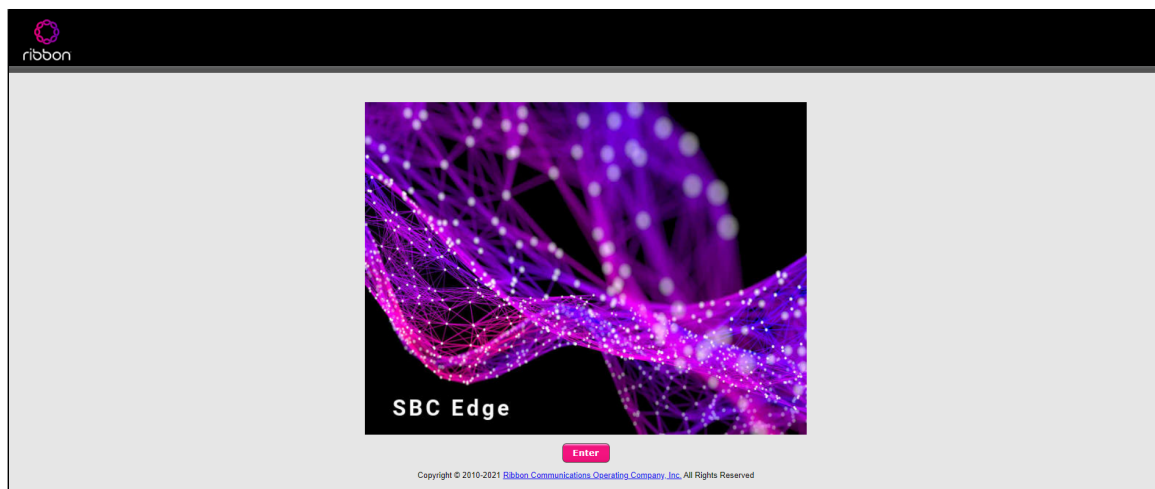 ribbon
SBC Edge
Enter
Copyright © 2010-2021 Ribbon Communications Operating Company, Inc. All Rights Reserved